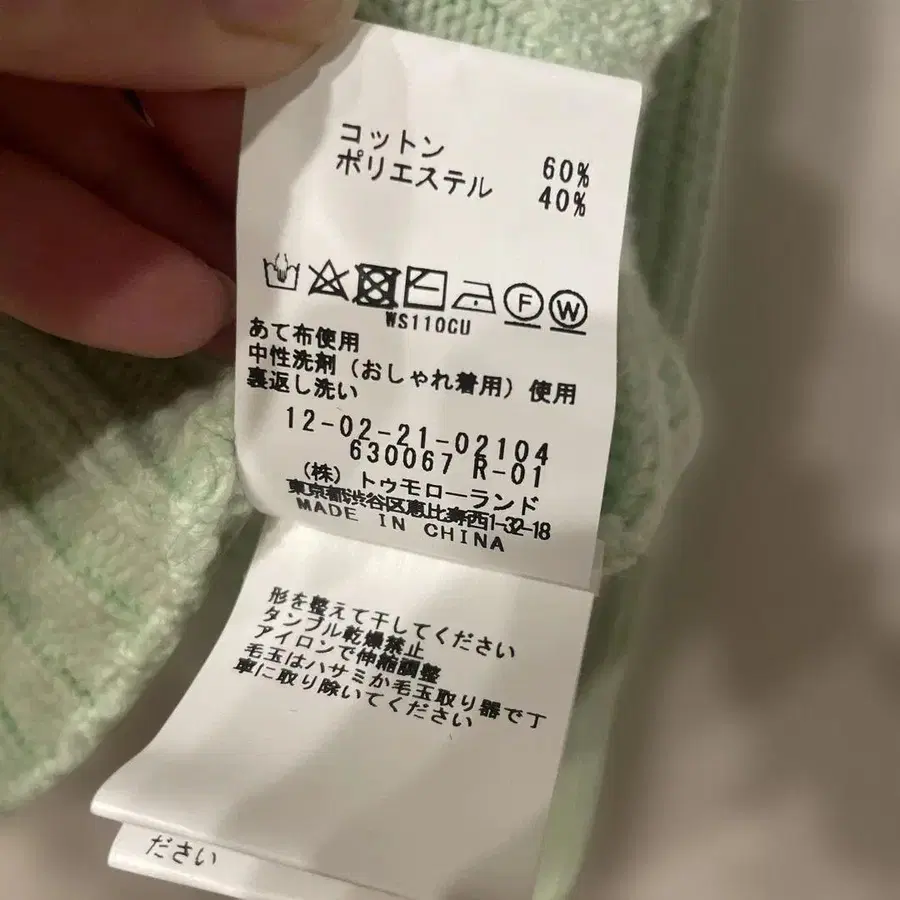 コットン 60%
ポリエステル 40%
F W
WS110CU
あて布使用
中性洗剤（おしゃれ着用）使用
裏返し洗い
12-02-21-02104
630067 R-01
（株）トゥモローランド
東京都渋谷区恵比寿西1-32-18
MADE IN CHINA
形を整えて干してください
タンブル乾燥禁止
アイロンで伸縮調整
毛玉はハサミか毛玉取り器で丁
寧に取り除いてください
ださい